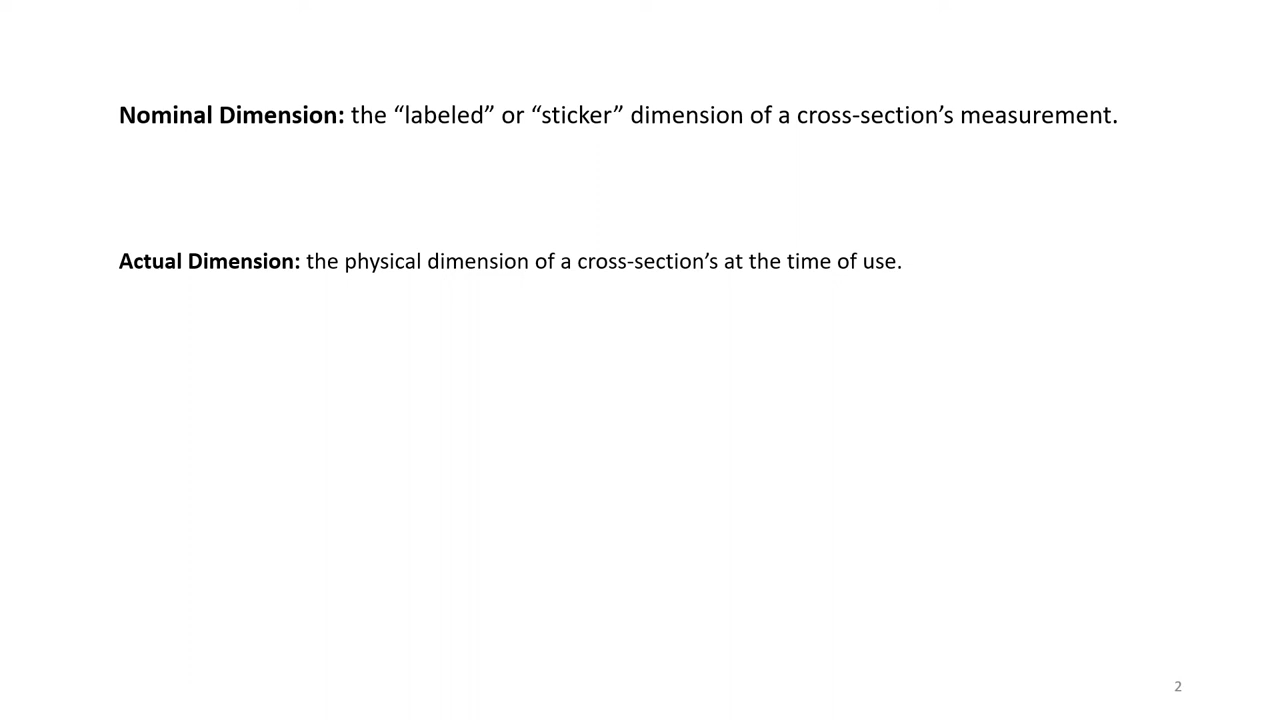 Nominal Dimension: the “labeled” or “sticker” dimension of a cross-section’s measurement.
Actual Dimension: the physical dimension of a cross-section’s at the time of use.
2